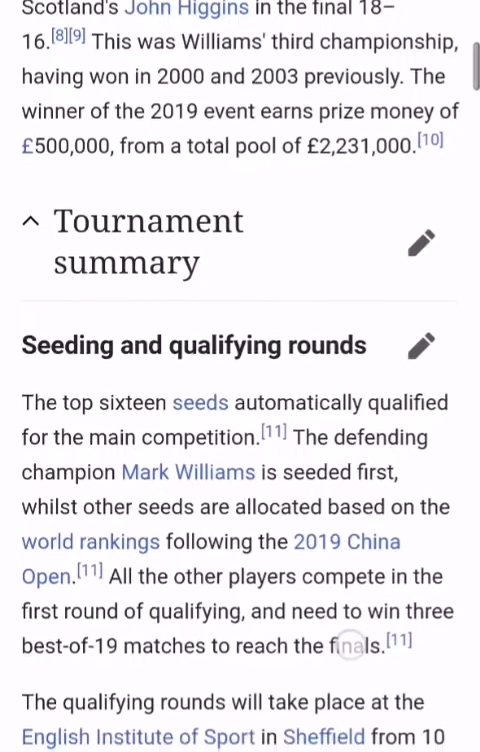 Scotland's John Higgins in the final 18–
16.[8][9] This was Williams' third championship,
having won in 2000 and 2003 previously. The
winner of the 2019 event earns prize money of
£500,000, from a total pool of £2,231,000.[10]
Tournament
summary
Seeding and qualifying rounds
The top sixteen seeds automatically qualified
for the main competition.[11] The defending
champion Mark Williams is seeded first,
whilst other seeds are allocated based on the
world rankings following the 2019 China
Open.[11] All the other players compete in the
first round of qualifying, and need to win three
best-of-19 matches to reach the finals.[11]
The qualifying rounds will take place at the
English Institute of Sport in Sheffield from 10